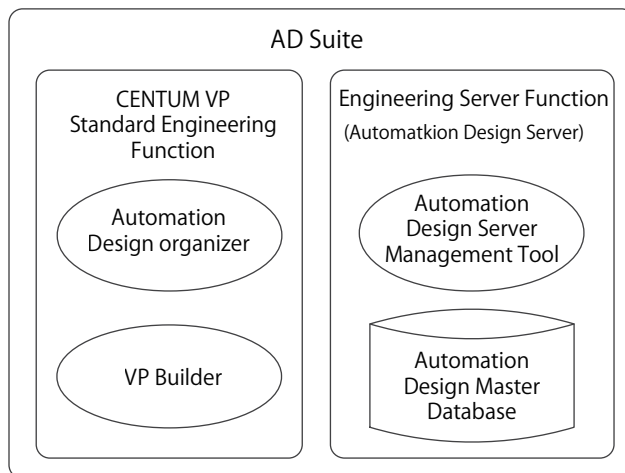 AD Suite
CENTUM VP
Standard Engineering
Function
Automation
Design organizer
VP Builder
Engineering Server Function
(Automatkion Design Server)
Automation
Design Server
Management Tool
Automation
Design Master
Database